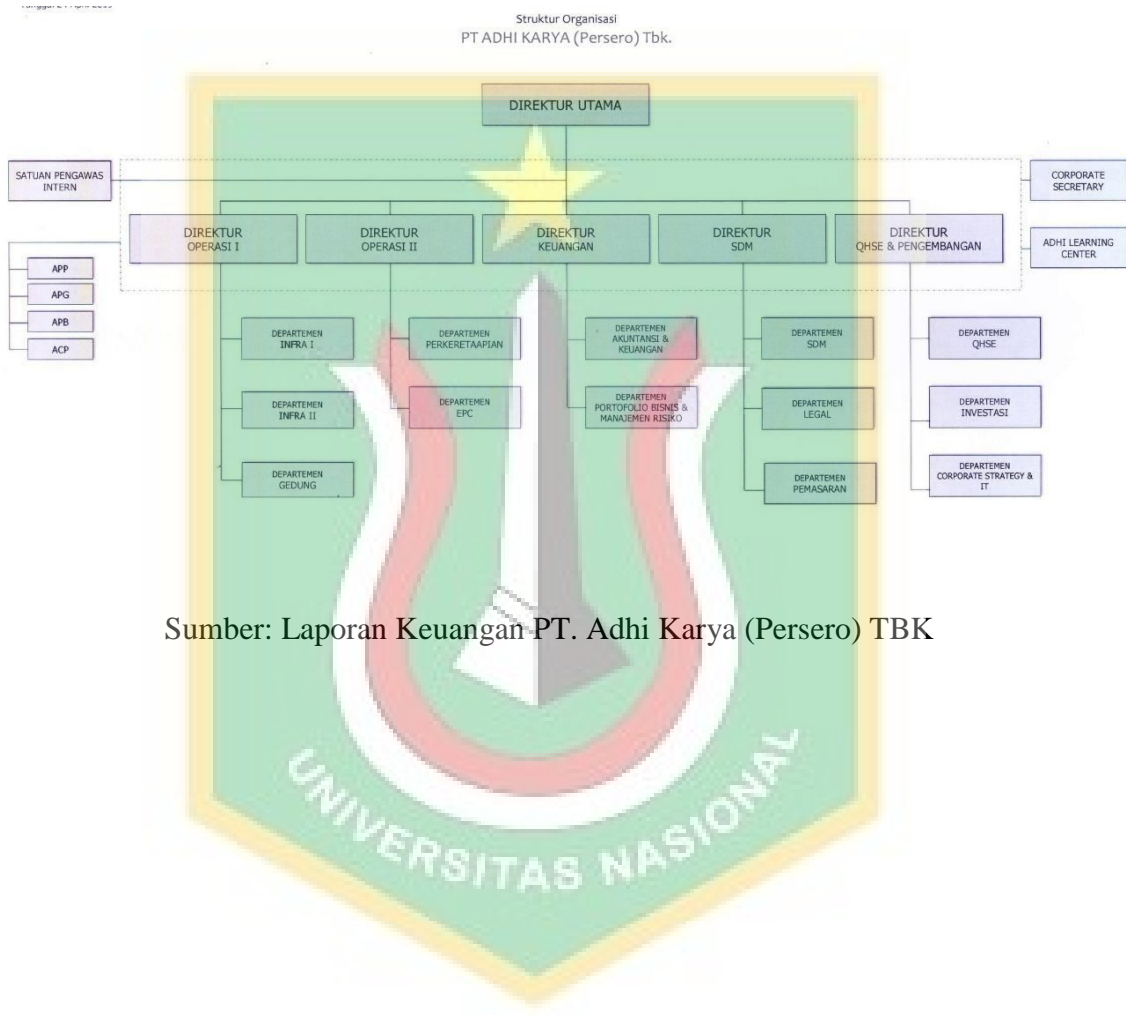 Struktur Organisasi
PT ADHI KARYA (Persero) Tbk.
DIREKTUR UTAMA
SATUAN PENGAWAS
INTERN
CORPORATE
SECRETARY
DIREKTUR
OPERASI I
DIREKTUR
OPERASI II
DIREKTUR
KEUANGAN
DIREKTUR
SDM
DIREKTUR
QHSE & PENGEMBANGAN
ADHI LEARNING
CENTER
APP
APG
APB
ACP
DEPARTEMEN
INFRA I
DEPARTEMEN
PERKERETAAPIAN
DEPARTEMEN
AKUNTANSI &
KEUANGAN
DEPARTEMEN
SDM
DEPARTEMEN
QHSE
DEPARTEMEN
INFRA II
DEPARTEMEN
EPC
DEPARTEMEN
PORTOFOLIO BISNIS &
MANAJEMEN RISIKO
DEPARTEMEN
LEGAL
DEPARTEMEN
INVESTASI
DEPARTEMEN
GEDUNG
DEPARTEMEN
PEMASARAN
DEPARTEMEN
CORPORATE STRATEGY &
IT
Sumber: Laporan Keuangan PT. Adhi Karya (Persero) TBK
UNIVERSITAS NASIONAL